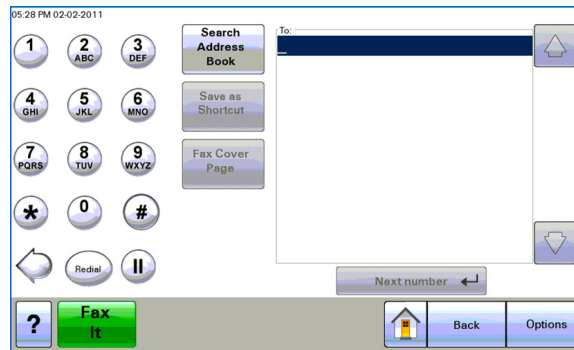 05:28 PM 02-02-2011
1
2
ABC
3
DEF
4
GHI
5
JKL
6
MNO
7
PQRS
8
TUV
9
WXYZ
*
0
#
Redial
Search
Address
Book
Save as
Shortcut
Fax Cover
Page
To:
Next number
?
Fax
It
Back
Options